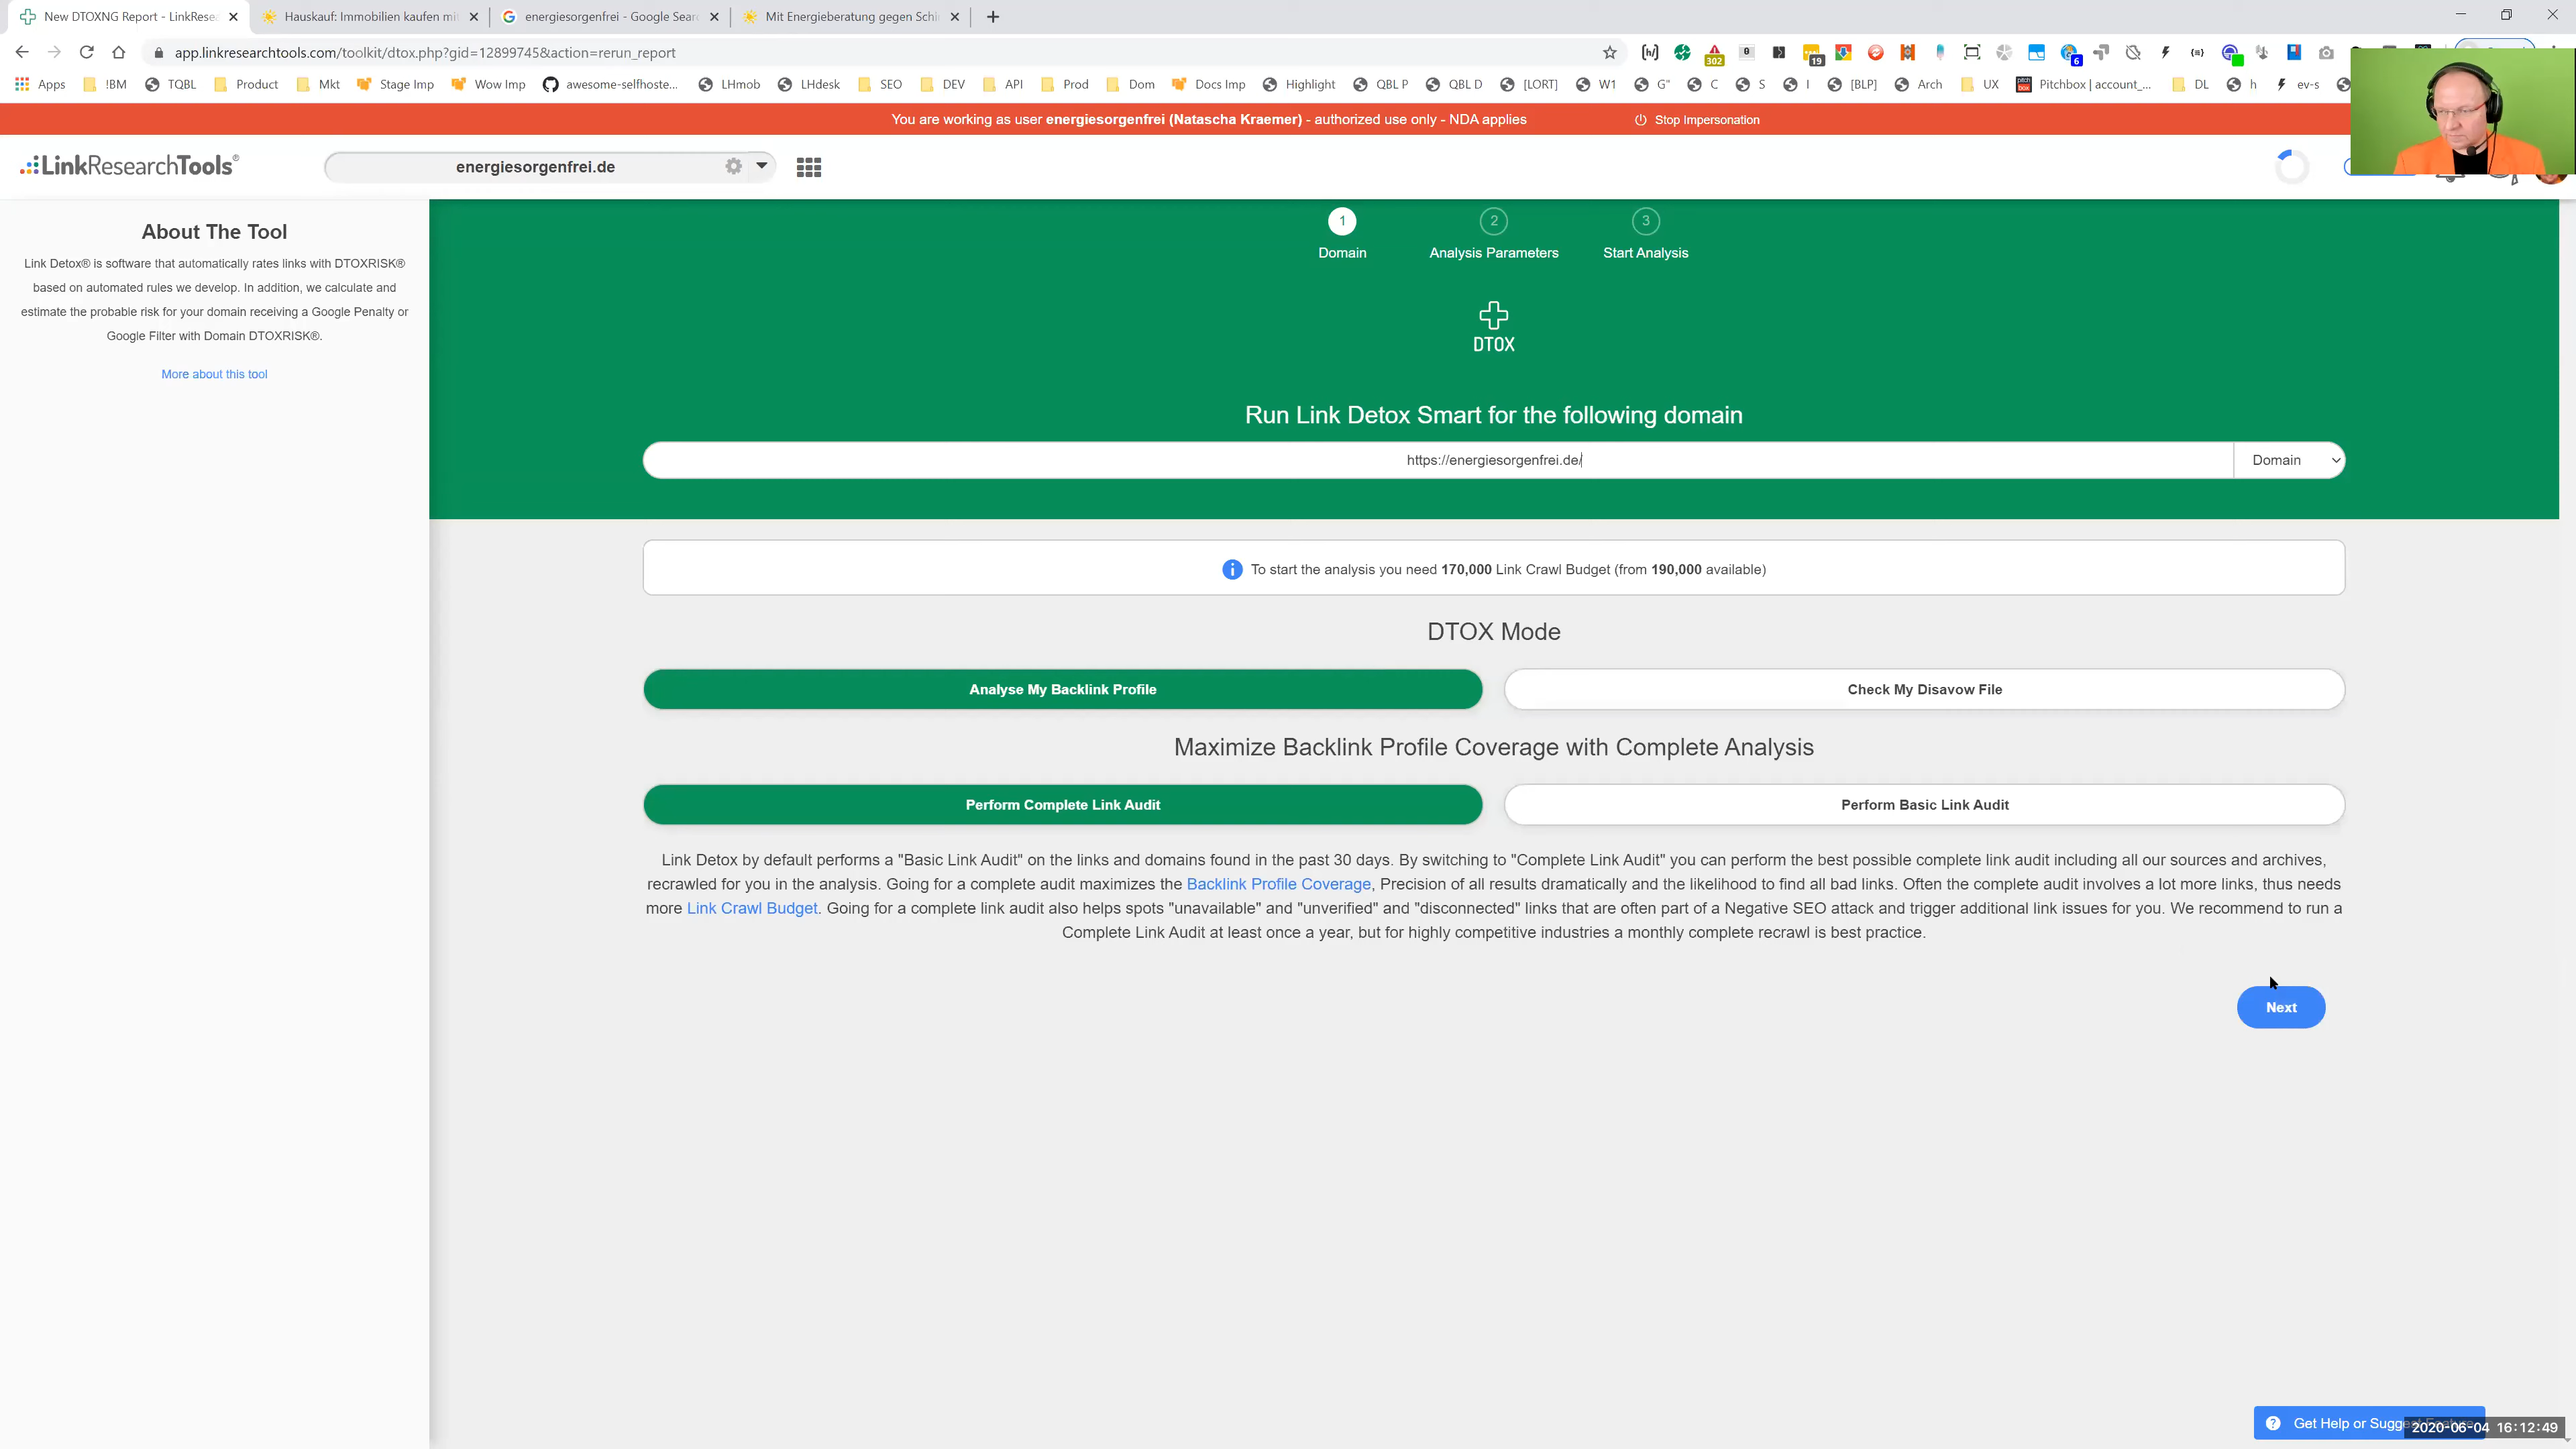 New DTOXNG Report - LinkRese
Hauskauf: Immobilien kaufen mi
energiesorgenfrei - Google Sear
Mit Energieberatung gegen Schi
app.linkresearchtools.com/toolkit/dtox.php?gid=12899745&action=rerun_report
302
19
6
Apps !BM TQBL Product Mkt Stage Imp Wow Imp awesome-selfhoste... LHmob LHdesk SEO DEV API Prod Dom Docs Imp Highlight QBL P QBL D [LORT] W1 G" C S I [BLP] Arch UX Pitchbox | account_... DL h ev-s
You are working as user energiesorgenfrei (Natascha Kraemer) - authorized use only - NDA applies Stop Impersonation
LinkResearchTools®
energiesorgenfrei.de
About The Tool
Link Detox® is software that automatically rates links with DTOXRISK®
based on automated rules we develop. In addition, we calculate and
estimate the probable risk for your domain receiving a Google Penalty or
Google Filter with Domain DTOXRISK®.
More about this tool
1 2 3
Domain Analysis Parameters Start Analysis
DTOX
Run Link Detox Smart for the following domain
https://energiesorgenfrei.de/ Domain
To start the analysis you need 170,000 Link Crawl Budget (from 190,000 available)
DTOX Mode
Analyse My Backlink Profile Check My Disavow File
Maximize Backlink Profile Coverage with Complete Analysis
Perform Complete Link Audit Perform Basic Link Audit
Link Detox by default performs a "Basic Link Audit" on the links and domains found in the past 30 days. By switching to "Complete Link Audit" you can perform the best possible complete link audit including all our sources and archives,
recrawled for you in the analysis. Going for a complete audit maximizes the Backlink Profile Coverage, Precision of all results dramatically and the likelihood to find all bad links. Often the complete audit involves a lot more links, thus needs
more Link Crawl Budget. Going for a complete link audit also helps spots "unavailable" and "unverified" and "disconnected" links that are often part of a Negative SEO attack and trigger additional link issues for you. We recommend to run a
Complete Link Audit at least once a year, but for highly competitive industries a monthly complete recrawl is best practice.
Next
Get Help or Sugge
2020-06-04 16:12:49